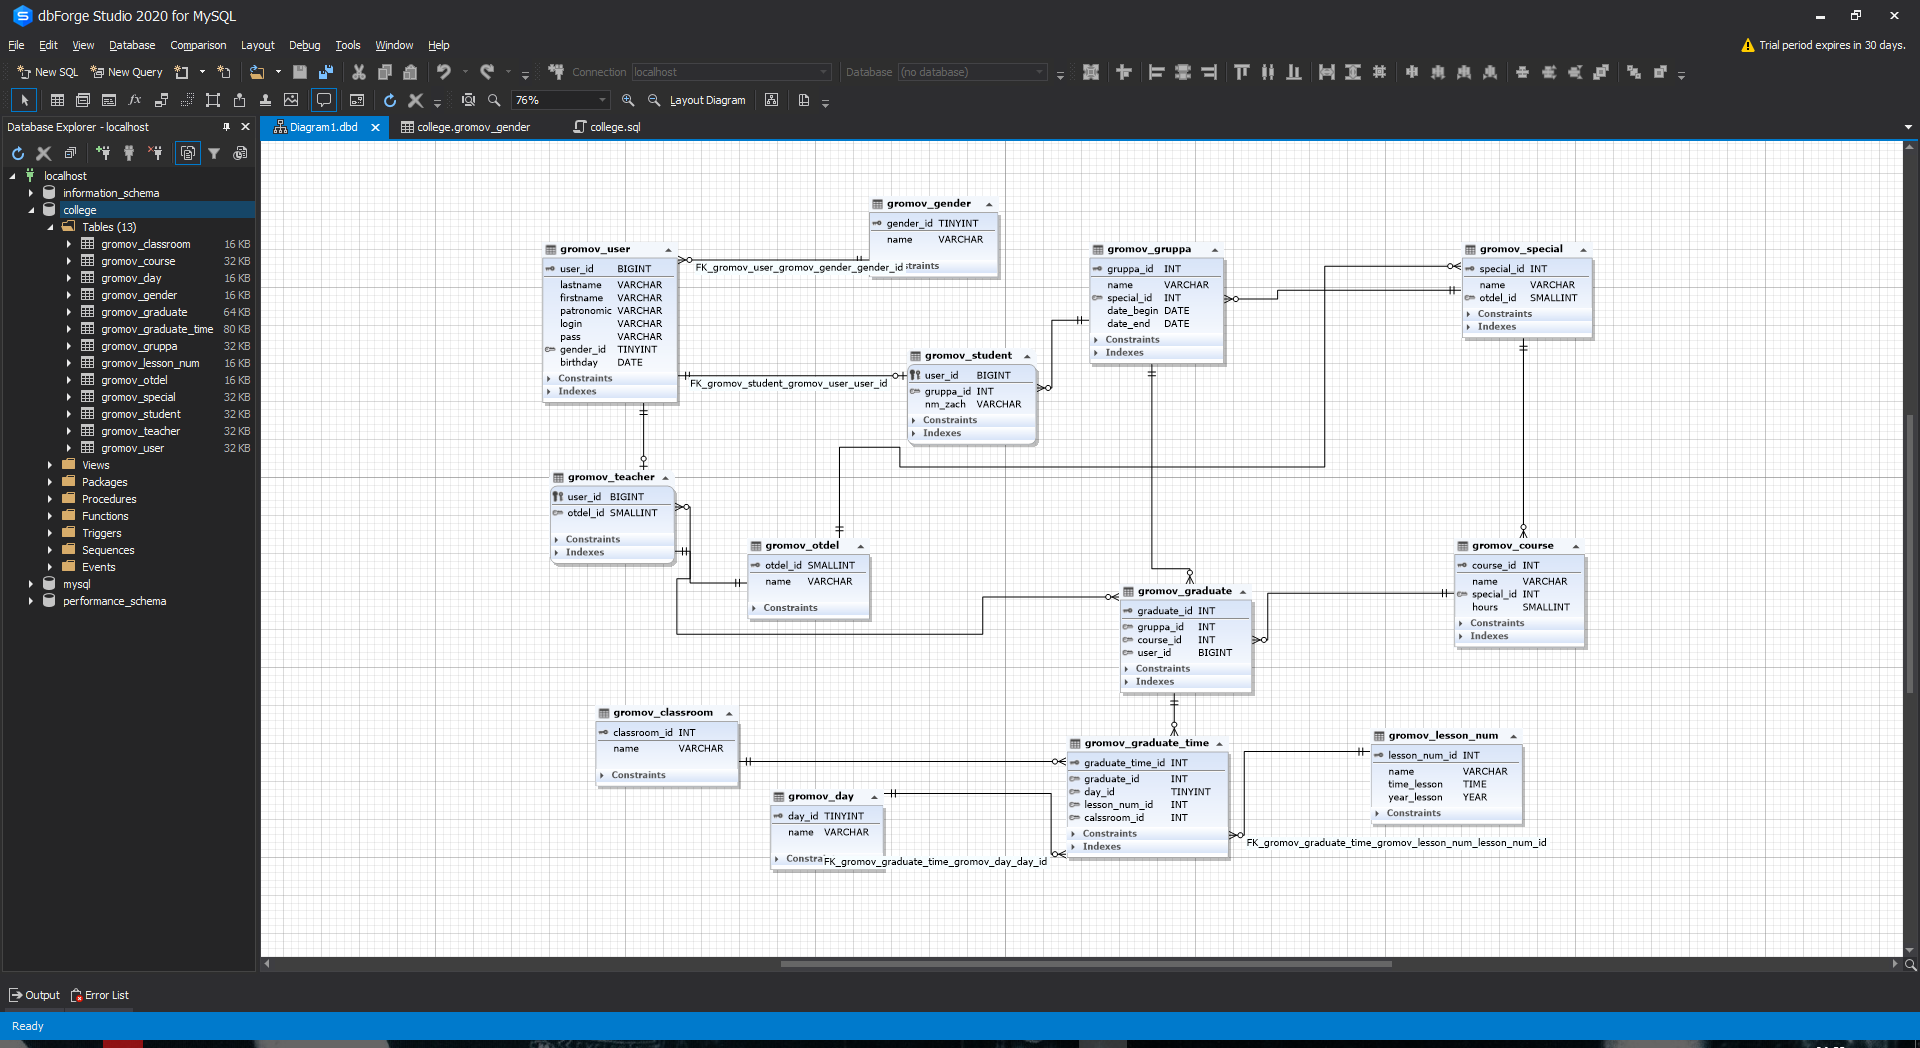 dbForge Studio 2020 for MySQL
File Edit View Database Comparison Layout Debug Tools Window Help
Trial period expires in 30 days.
New SQL New Query Connection localhost Database (no database)
fx 76% Layout Diagram
Database Explorer - localhost
Diagram1.dbd college.gromov_gender college.sql
localhost
information_schema
college
Tables (13)
gromov_classroom 16 KB
gromov_course 32 KB
gromov_day 16 KB
gromov_gender 16 KB
gromov_graduate 64 KB
gromov_graduate_time 80 KB
gromov_gruppa 32 KB
gromov_lesson_num 16 KB
gromov_otdel 16 KB
gromov_special 32 KB
gromov_student 32 KB
gromov_teacher 32 KB
gromov_user 32 KB
Views
Packages
Procedures
Functions
Triggers
Sequences
Events
mysql
performance_schema
gromov_gender
gender_id TINYINT
name VARCHAR
gromov_user
user_id BIGINT
lastname VARCHAR
firstname VARCHAR
patronomic VARCHAR
login VARCHAR
pass VARCHAR
gender_id TINYINT
birthday DATE
Constraints
Indexes
FK_gromov_user_gromov_gender_gender_id
gromov_gruppa
gruppa_id INT
name VARCHAR
special_id INT
date_begin DATE
date_end DATE
Constraints
Indexes
gromov_special
special_id INT
name VARCHAR
otdel_id SMALLINT
Constraints
Indexes
gromov_student
user_id BIGINT
gruppa_id INT
nm_zach VARCHAR
Constraints
Indexes
FK_gromov_student_gromov_user_user_id
gromov_teacher
user_id BIGINT
otdel_id SMALLINT
Constraints
Indexes
gromov_otdel
otdel_id SMALLINT
name VARCHAR
Constraints
gromov_graduate
graduate_id INT
gruppa_id INT
course_id INT
user_id BIGINT
Constraints
Indexes
gromov_course
course_id INT
name VARCHAR
special_id INT
hours SMALLINT
Constraints
Indexes
gromov_classroom
classroom_id INT
name VARCHAR
Constraints
gromov_day
day_id TINYINT
name VARCHAR
FK_gromov_graduate_time_gromov_day_day_id
gromov_graduate_time
graduate_time_id INT
graduate_id INT
day_id TINYINT
lesson_num_id INT
calssroom_id INT
Constraints
Indexes
gromov_lesson_num
lesson_num_id INT
name VARCHAR
time_lesson TIME
year_lesson YEAR
Constraints
FK_gromov_graduate_time_gromov_lesson_num_lesson_num_id
Output Error List
Ready